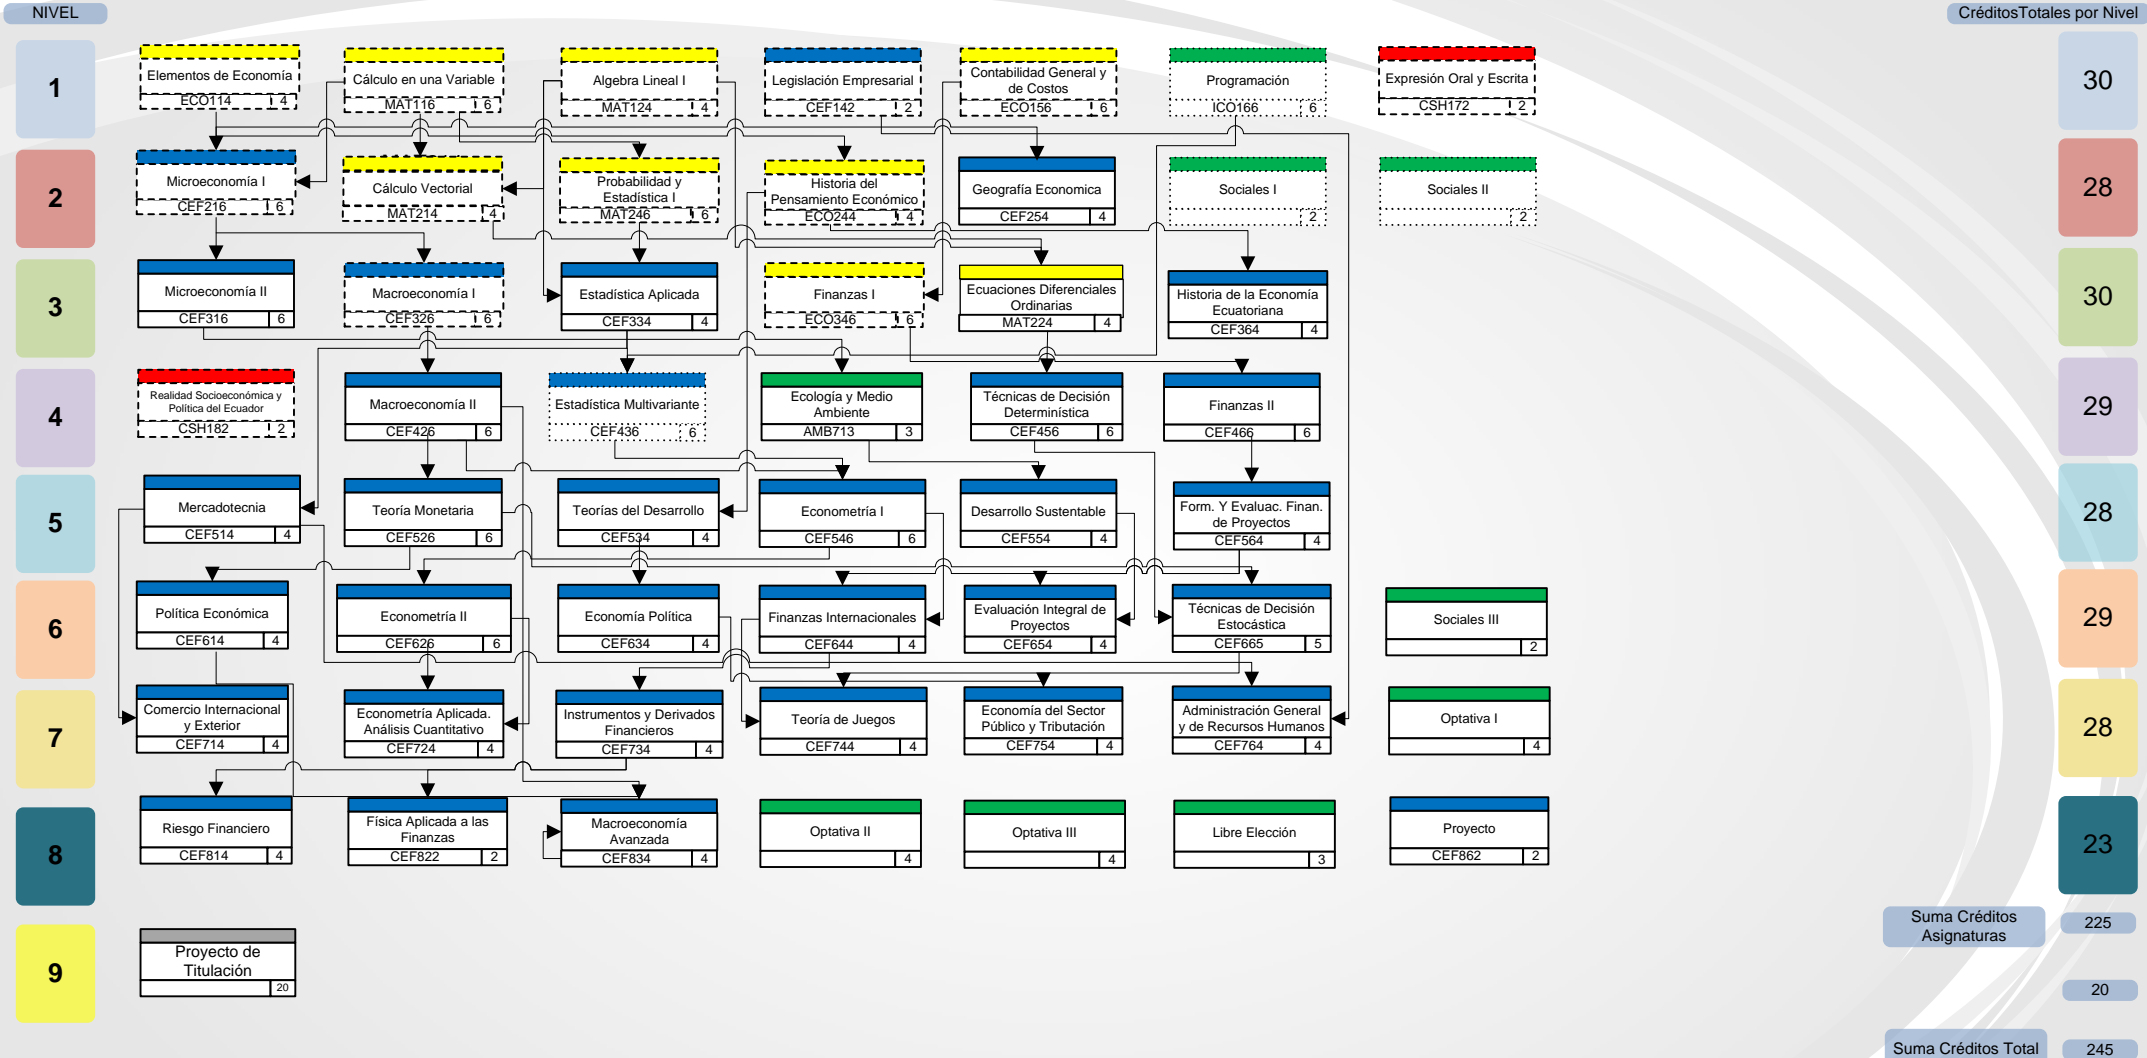 NIVEL
CréditosTotales por Nivel
1
Elementos de Economía
ECO114 4
Cálculo en una Variable
MAT116 6
Algebra Lineal I
MAT124 4
Legislación Empresarial
CEF142 2
Contabilidad General y
de Costos
ECO156 6
Programación
ICO166 6
Expresión Oral y Escrita
CSH172 2
30
2
Microeconomía I
CEF216 6
Cálculo Vectorial
MAT214 4
Probabilidad y
Estadística I
MAT246 6
Historia del
Pensamiento Económico
ECO244 4
Geografía Economica
CEF254 4
Sociales I
2
Sociales II
2
28
3
Microeconomía II
CEF316 6
Macroeconomía I
CEF326 6
Estadística Aplicada
CEF334 4
Finanzas I
ECO346 6
Ecuaciones Diferenciales
Ordinarias
MAT224 4
Historia de la Economía
Ecuatoriana
CEF364 4
30
4
Realidad Socioeconómica y
Política del Ecuador
CSH182 2
Macroeconomía II
CEF426 6
Estadística Multivariante
CEF436 6
Ecología y Medio
Ambiente
AMB713 3
Técnicas de Decisión
Determinística
CEF456 6
Finanzas II
CEF466 6
29
5
Mercadotecnia
CEF514 4
Teoría Monetaria
CEF526 6
Teorías del Desarrollo
CEF534 4
Econometría I
CEF546 6
Desarrollo Sustentable
CEF554 4
Form. Y Evaluac. Finan.
de Proyectos
CEF564 4
28
6
Política Económica
CEF614 4
Econometría II
CEF626 6
Economía Política
CEF634 4
Finanzas Internacionales
CEF644 4
Evaluación Integral de
Proyectos
CEF654 4
Técnicas de Decisión
Estocástica
CEF665 5
Sociales III
2
29
7
Comercio Internacional
y Exterior
CEF714 4
Econometría Aplicada.
Análisis Cuantitativo
CEF724 4
Instrumentos y Derivados
Financieros
CEF734 4
Teoría de Juegos
CEF744 4
Economía del Sector
Público y Tributación
CEF754 4
Administración General
y de Recursos Humanos
CEF764 4
Optativa I
4
28
8
Riesgo Financiero
CEF814 4
Física Aplicada a las
Finanzas
CEF822 2
Macroeconomía
Avanzada
CEF834 4
Optativa II
4
Optativa III
4
Libre Elección
3
Proyecto
CEF862 2
23
Suma Créditos
Asignaturas
225
9
Proyecto de
Titulación
20
20
Suma Créditos Total
245